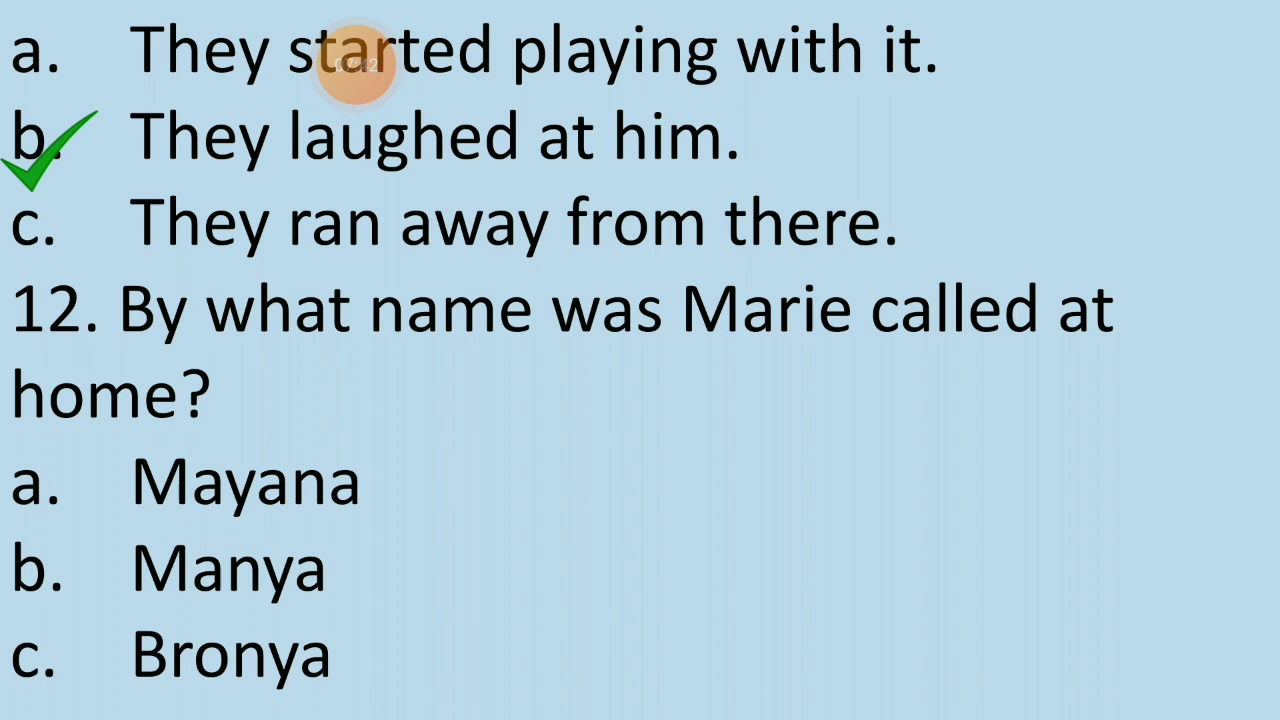 a. They started playing with it.
b. They laughed at him.
c. They ran away from there.
12. By what name was Marie called at
home?
a. Mayana
b. Manya
c. Bronya